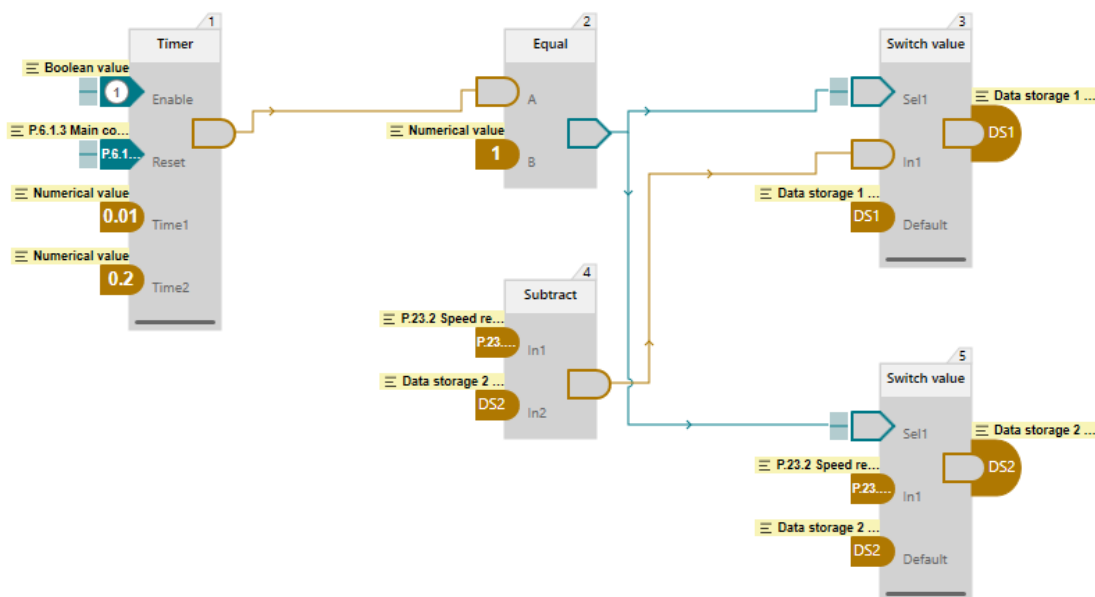 1
Timer
Boolean value
1
Enable
P.6.1.3 Main co...
P.6.1...
Reset
Numerical value
0.01
Time1
Numerical value
0.2
Time2
2
Equal
A
Numerical value
1
B
3
Switch value
Sel1
Data storage 1 ...
DS1
In1
Data storage 1 ...
DS1
Default
4
Subtract
P.23.2 Speed re...
P.23....
In1
Data storage 2 ...
DS2
In2
5
Switch value
Sel1
Data storage 2 ...
DS2
P.23.2 Speed re...
P.23....
In1
Data storage 2 ...
DS2
Default